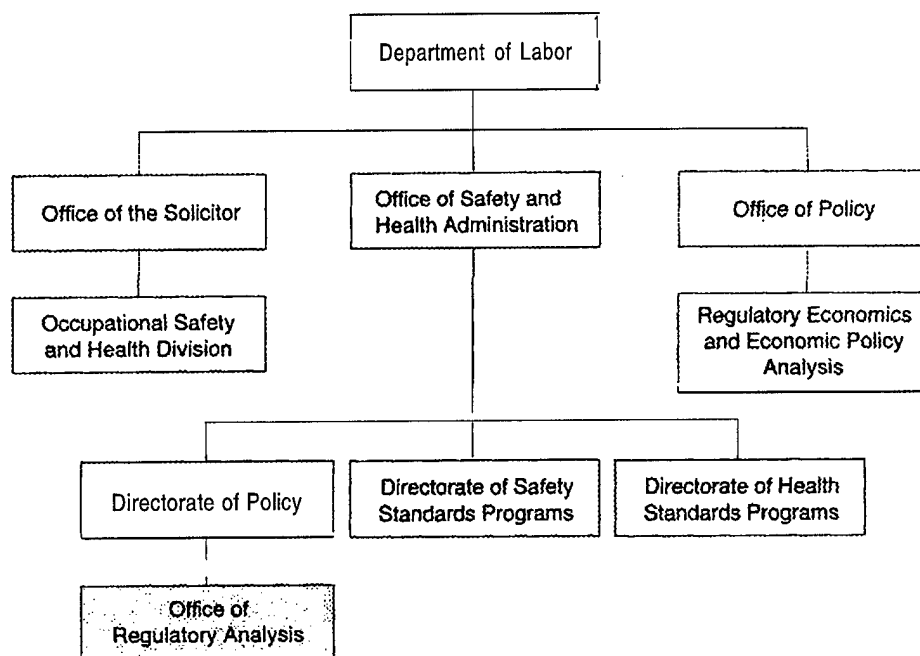 Department of Labor
Office of the Solicitor
Office of Safety and
Health Administration
Office of Policy
Occupational Safety
and Health Division
Regulatory Economics
and Economic Policy
Analysis
Directorate of Policy
Directorate of Safety
Standards Programs
Directorate of Health
Standards Programs
Office of
Regulatory Analysis